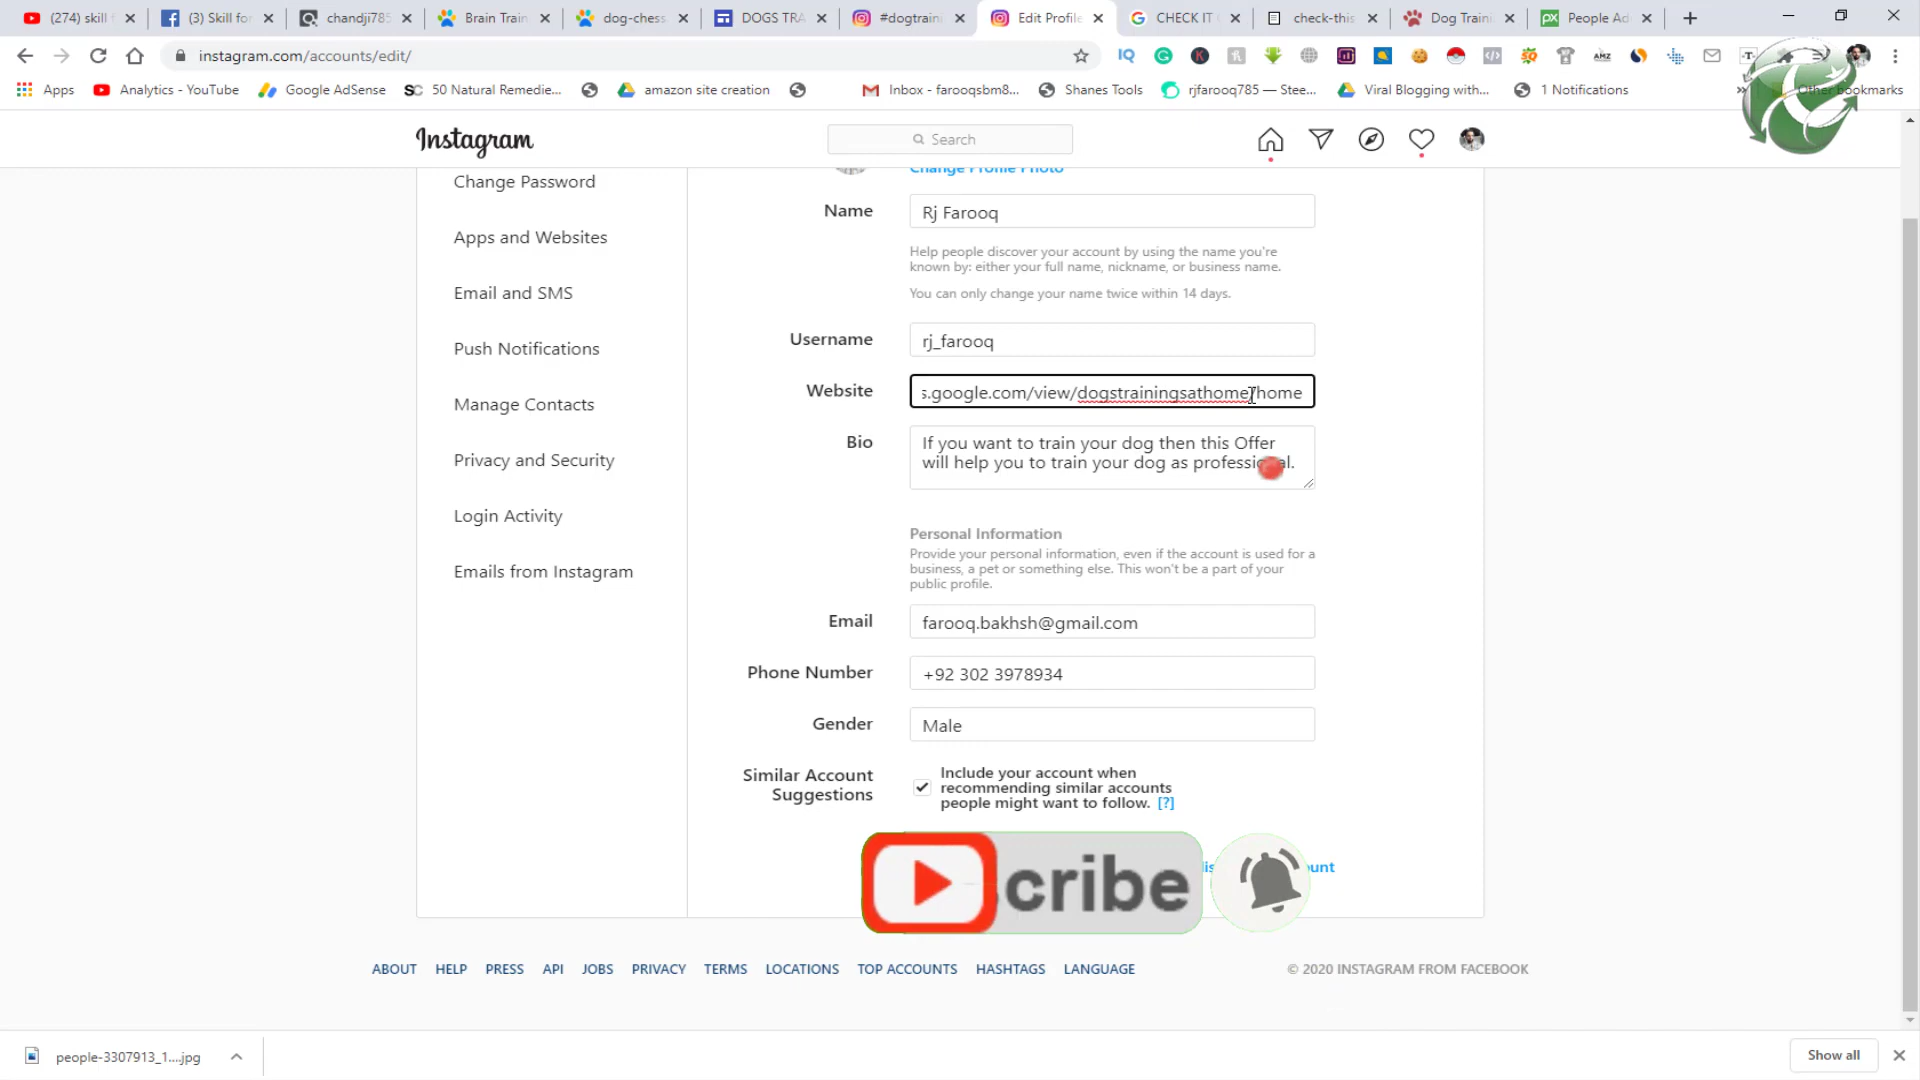 (274) skill f
(3) Skill for
chandji785
Brain Train
dog-chess
DOGS TRA
#dogtraini
Edit Profile
CHECK IT
check-this
Dog Traini
People Ad
instagram.com/accounts/edit/
Apps
Analytics - YouTube
Google AdSense
50 Natural Remedie...
amazon site creation
Inbox - farooqsbm8...
Shanes Tools
rjfarooq785 — Stee...
Viral Blogging with...
1 Notifications
Other bookmarks
Instagram
Search
Change Password
Apps and Websites
Email and SMS
Push Notifications
Manage Contacts
Privacy and Security
Login Activity
Emails from Instagram
Change Profile Photo
Name
Rj Farooq
Help people discover your account by using the name you're
known by: either your full name, nickname, or business name.
You can only change your name twice within 14 days.
Username
rj_farooq
Website
s.google.com/view/dogstrainingsathome/home
Bio
If you want to train your dog then this Offer
will help you to train your dog as professional.
Personal Information
Provide your personal information, even if the account is used for a
business, a pet or something else. This won't be a part of your
public profile.
Email
farooq.bakhsh@gmail.com
Phone Number
+92 302 3978934
Gender
Male
Similar Account
Suggestions
Include your account when
recommending similar accounts
people might want to follow. [?]
cribe
ABOUT HELP PRESS API JOBS PRIVACY TERMS LOCATIONS TOP ACCOUNTS HASHTAGS LANGUAGE
© 2020 INSTAGRAM FROM FACEBOOK
people-3307913_1....jpg
Show all